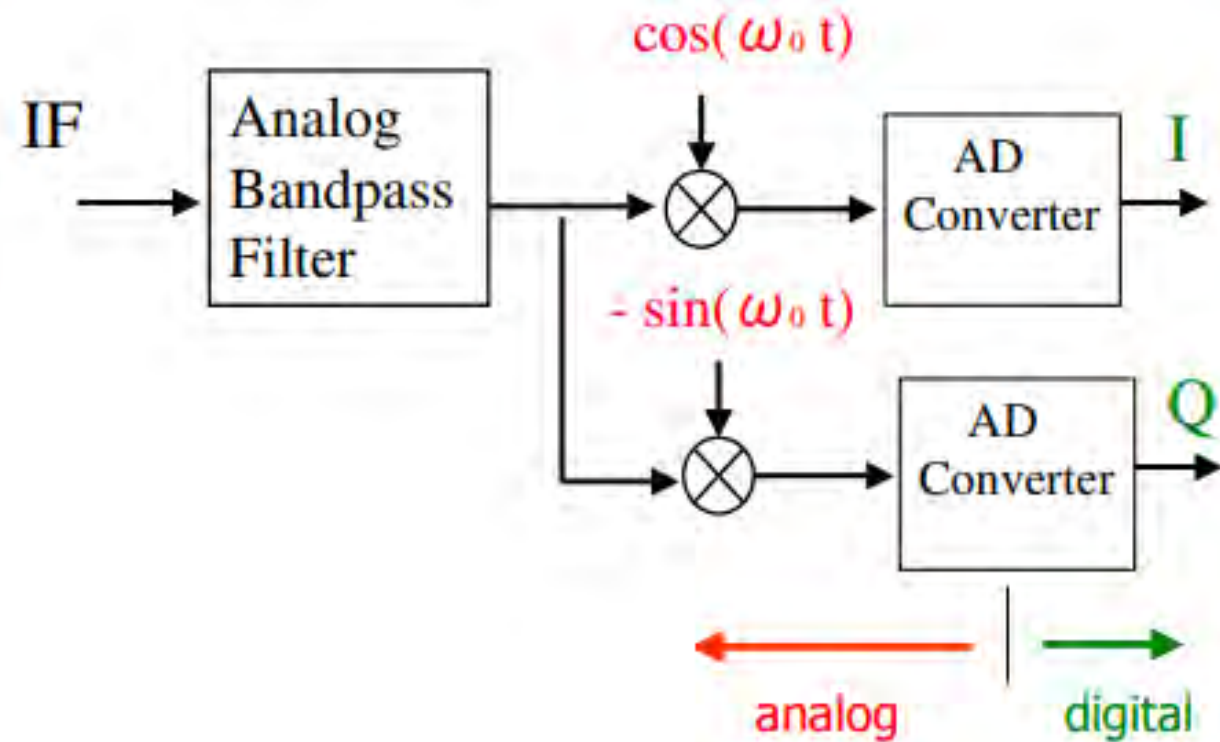 cos(ω₀ t)
IF
Analog
Bandpass
Filter
AD
Converter
I
- sin(ω₀ t)
AD
Converter
Q
analog
digital